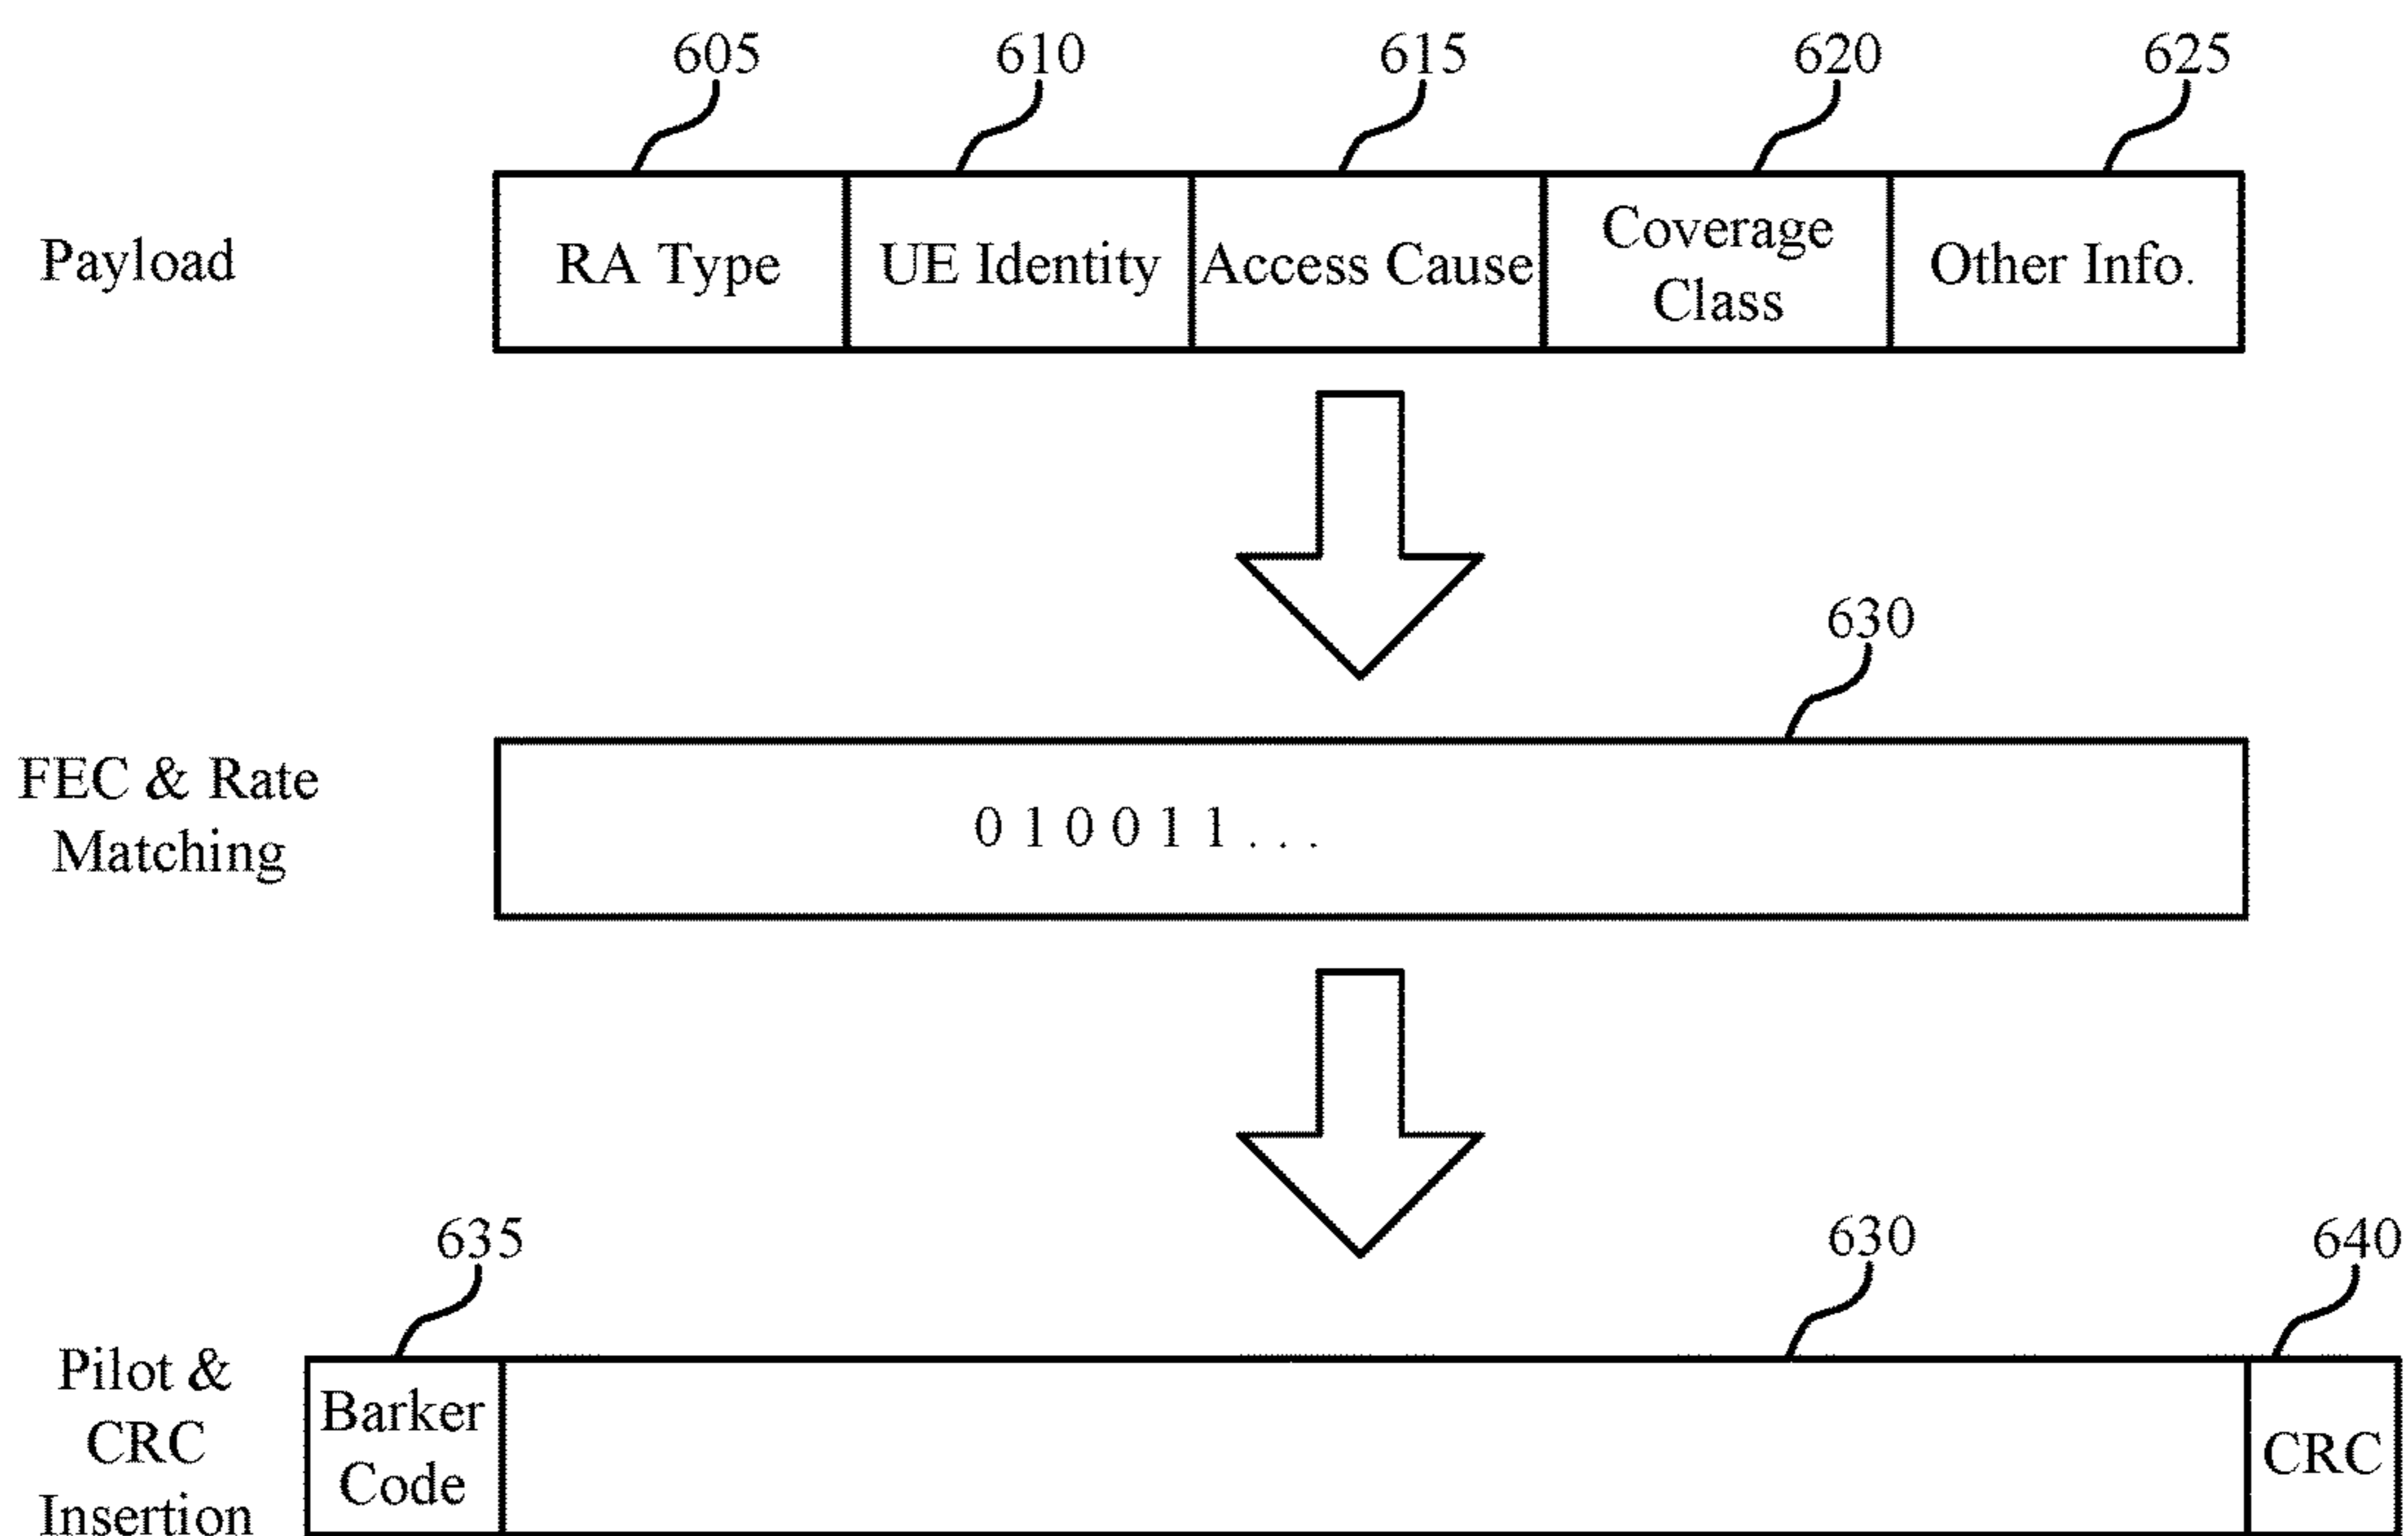 605 610 615 620 625
Payload RA Type UE Identity Access Cause Coverage Class Other Info.
630
FEC & Rate
Matching
0 1 0 0 1 1 . . .
635 630 640
Pilot &
CRC
Insertion
Barker
Code
CRC